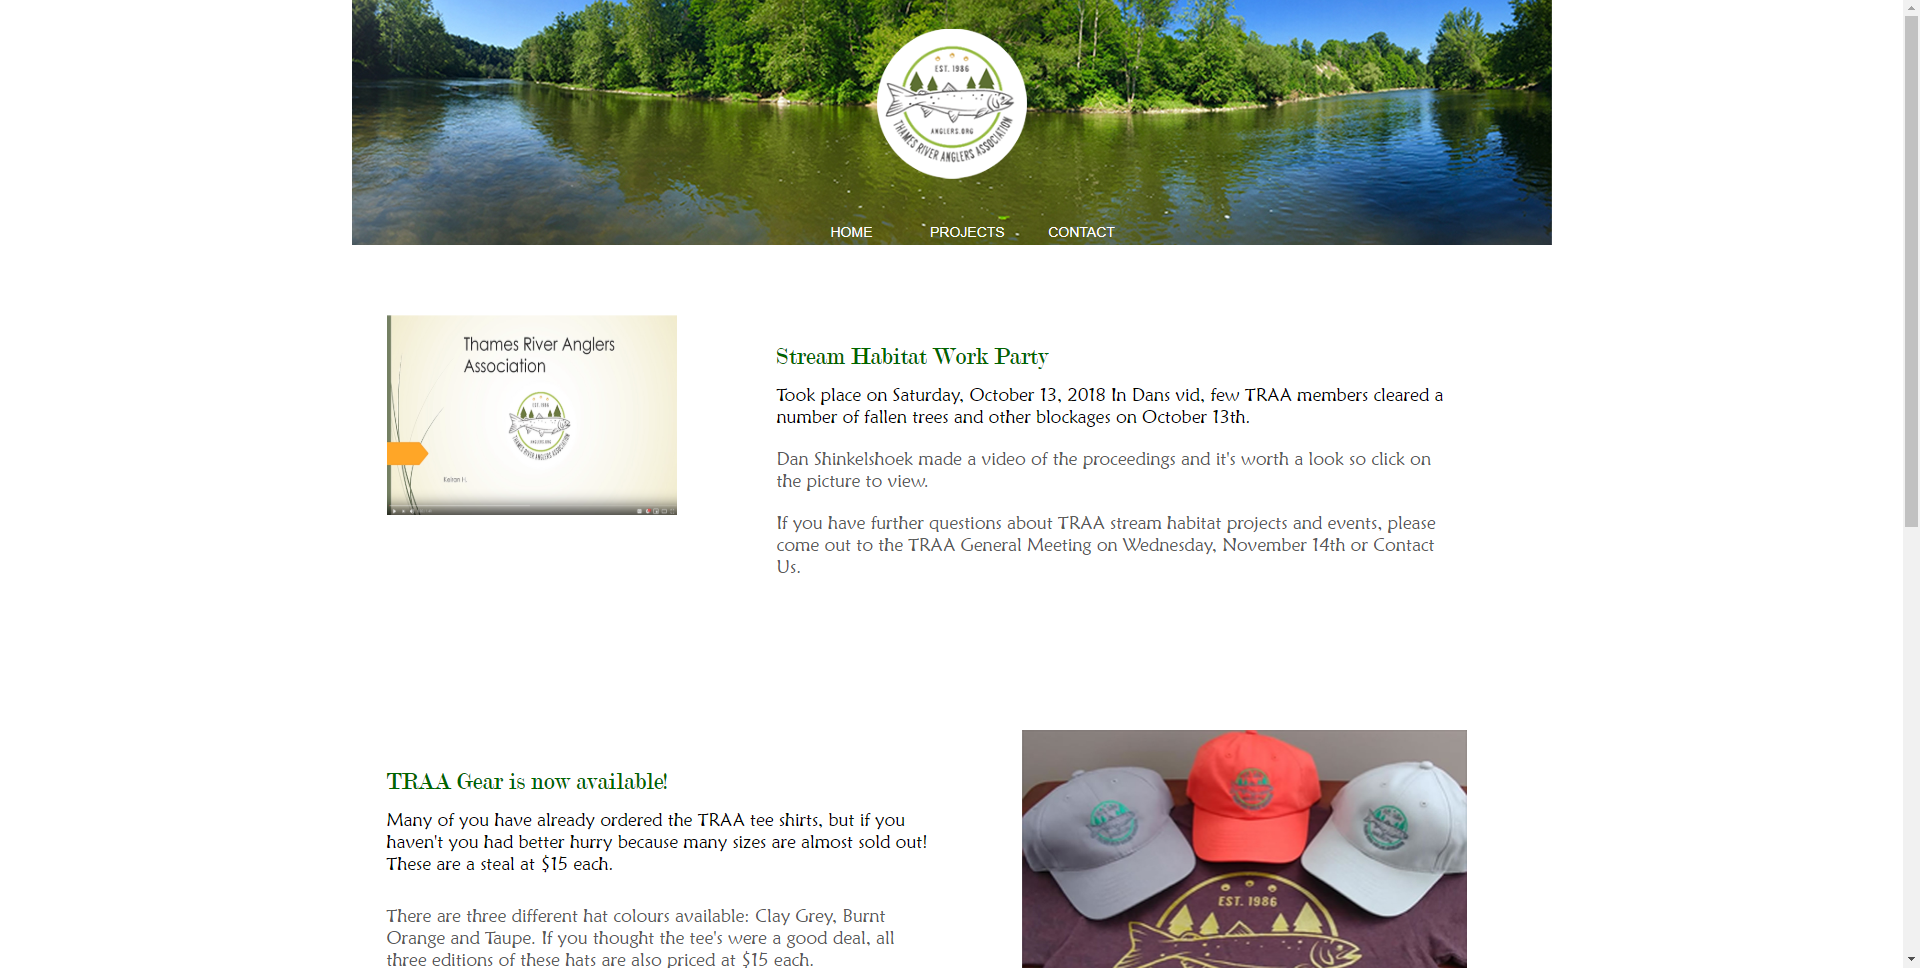 EST. 1986
ANGLERS.ORG
THAMES RIVER ANGLERS ASSOCIATION
HOME PROJECTS CONTACT
Thames River Anglers
Association
EST. 1986
ANGLERS.ORG
THAMES RIVER ANGLERS ASSOCIATION
Keiran H.
Stream Habitat Work Party
Took place on Saturday, October 13, 2018 In Dans vid, few TRAA members cleared a
number of fallen trees and other blockages on October 13th.
Dan Shinkelshoek made a video of the proceedings and it's worth a look so click on
the picture to view.
If you have further questions about TRAA stream habitat projects and events, please
come out to the TRAA General Meeting on Wednesday, November 14th or Contact
Us.
TRAA Gear is now available!
Many of you have already ordered the TRAA tee shirts, but if you
haven't you had better hurry because many sizes are almost sold out!
These are a steal at $15 each.
There are three different hat colours available: Clay Grey, Burnt
Orange and Taupe. If you thought the tee's were a good deal, all
three editions of these hats are also priced at $15 each.
EST. 1986